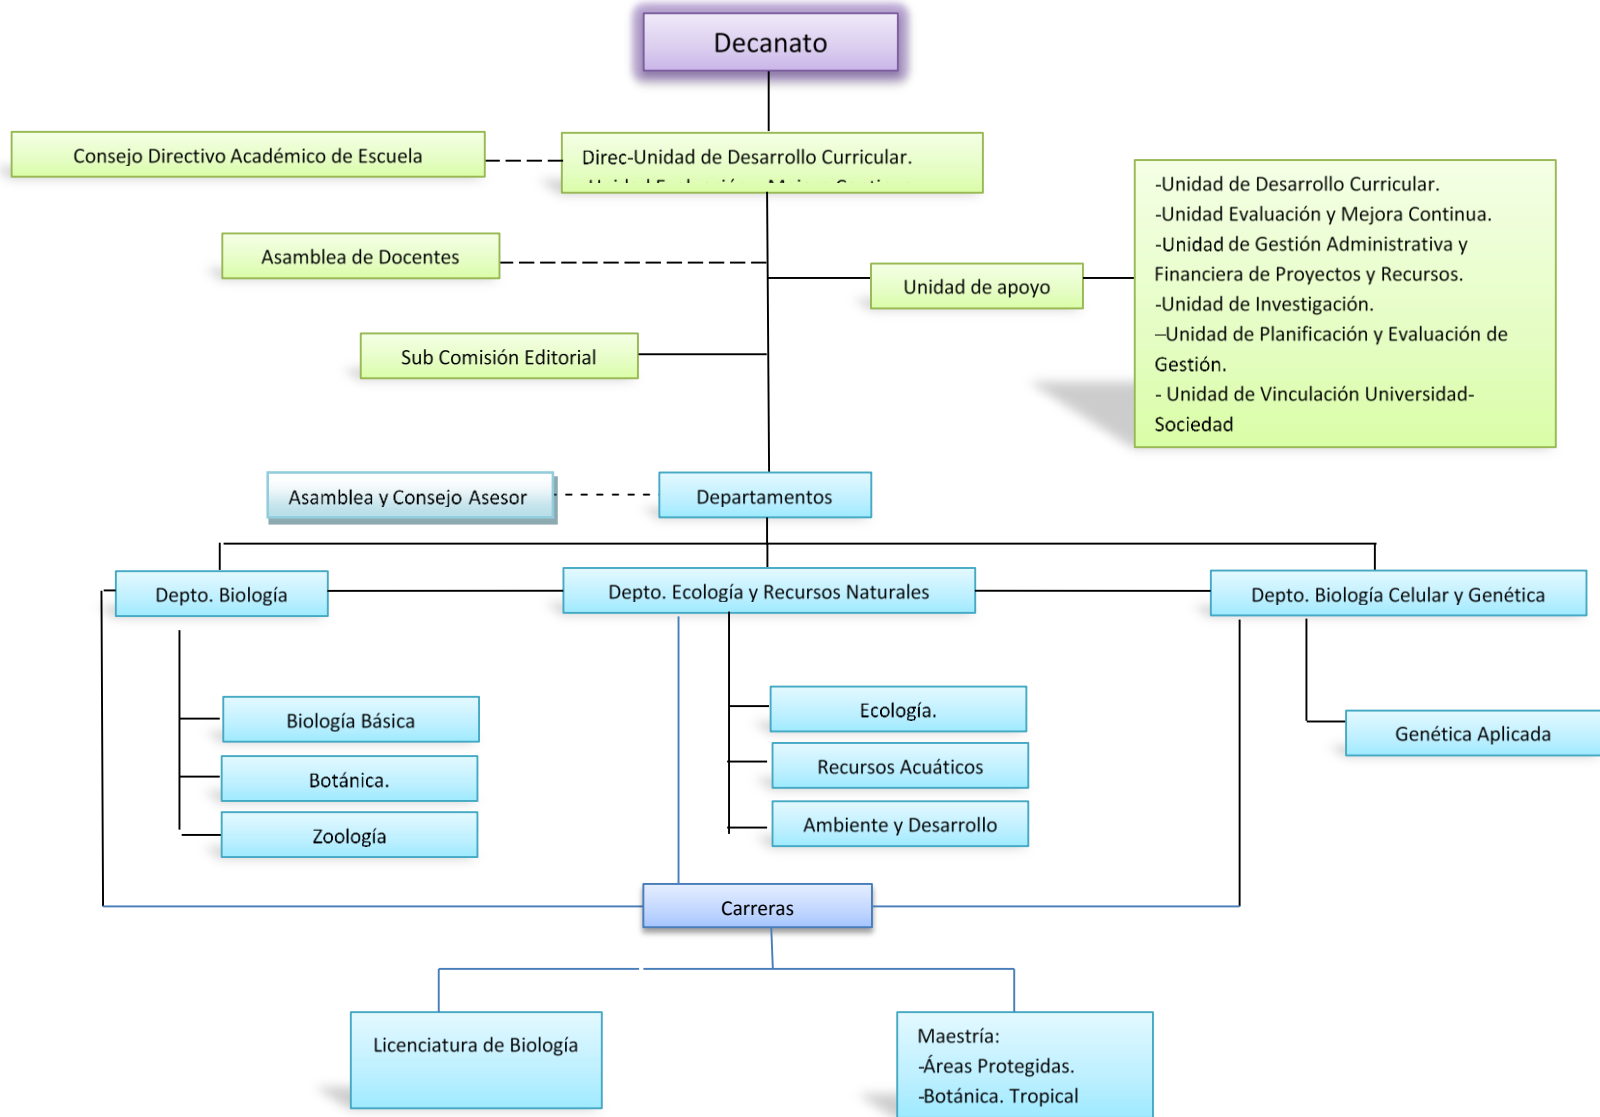 Decanato
Consejo Directivo Académico de Escuela
Direc-Unidad de Desarrollo Curricular.
-Unidad de Desarrollo Curricular.
-Unidad Evaluación y Mejora Continua.
-Unidad de Gestión Administrativa y
Financiera de Proyectos y Recursos.
-Unidad de Investigación.
–Unidad de Planificación y Evaluación de
Gestión.
- Unidad de Vinculación Universidad-
Sociedad
Asamblea de Docentes
Unidad de apoyo
Sub Comisión Editorial
Asamblea y Consejo Asesor
Departamentos
Depto. Biología
Depto. Ecología y Recursos Naturales
Depto. Biología Celular y Genética
Biología Básica
Botánica.
Zoología
Ecología.
Recursos Acuáticos
Ambiente y Desarrollo
Genética Aplicada
Carreras
Licenciatura de Biología
Maestría:
-Áreas Protegidas.
-Botánica. Tropical